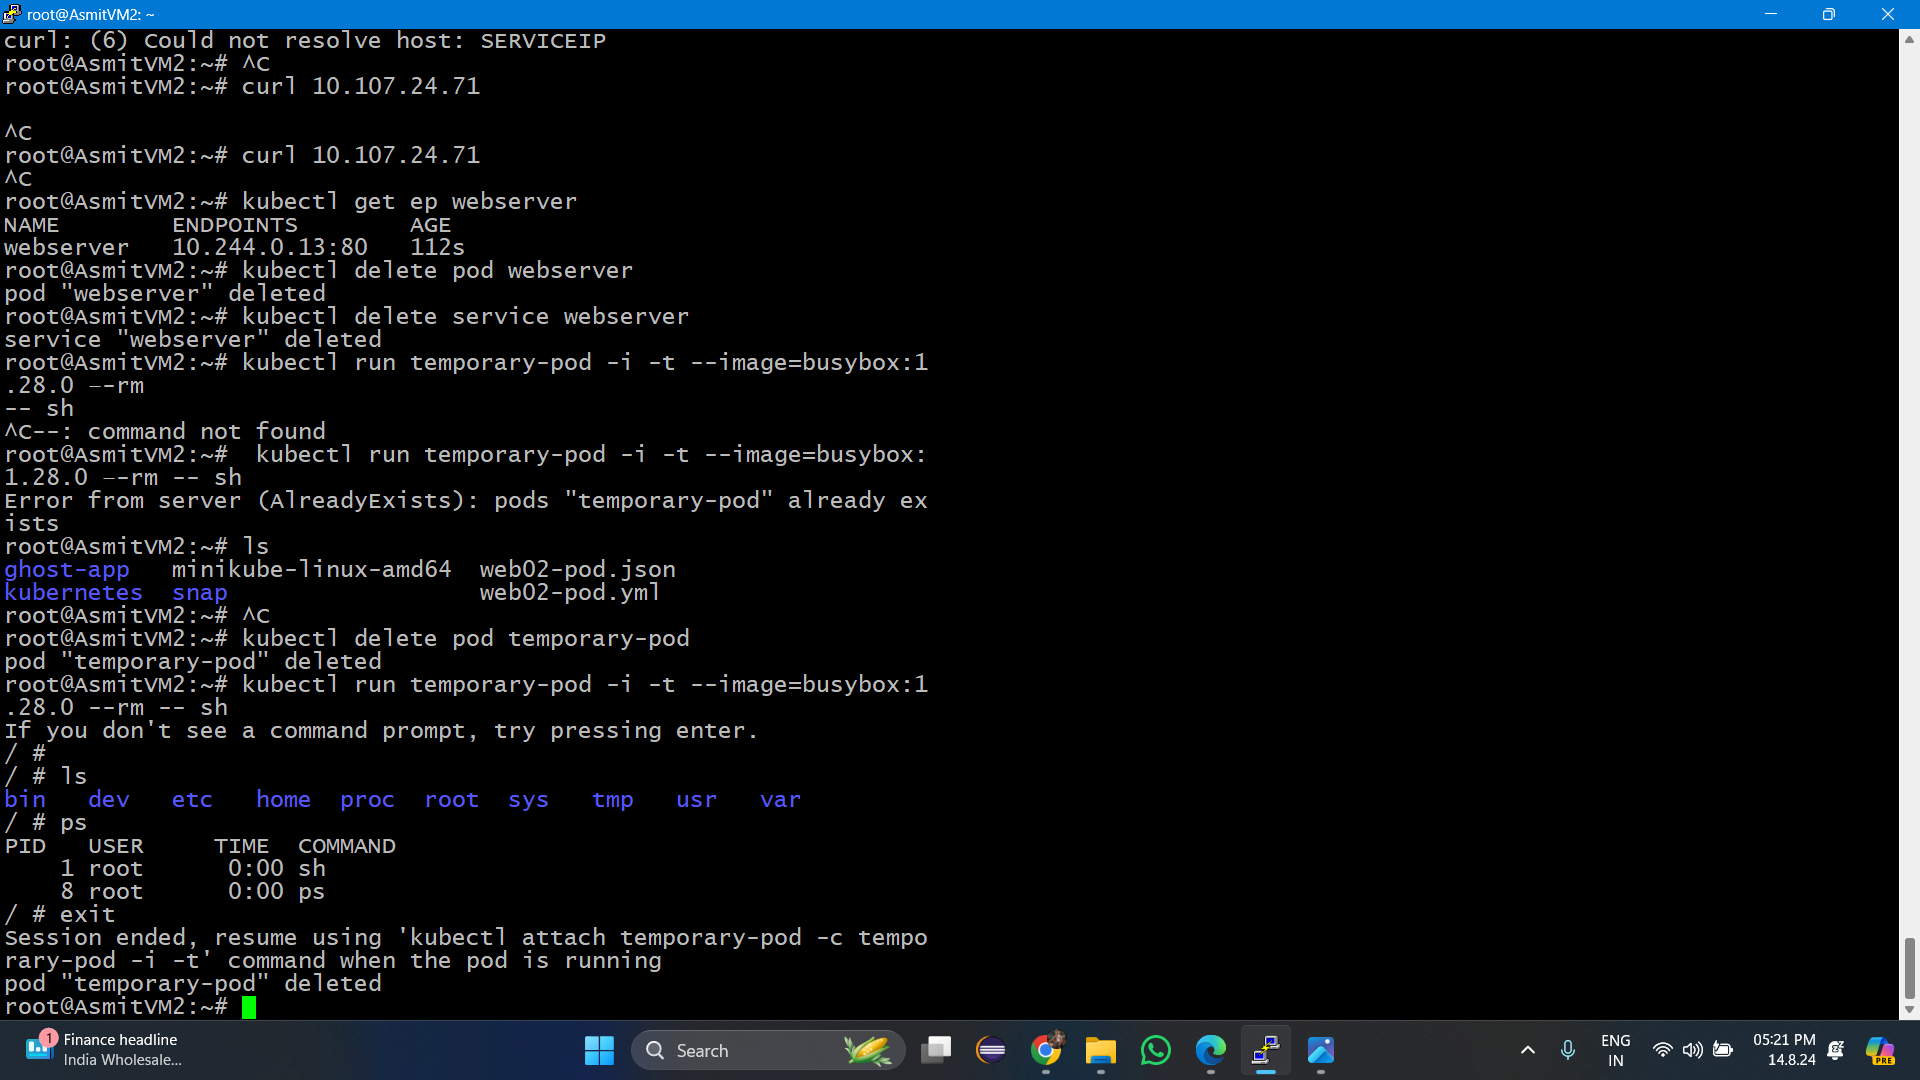 root@AsmitVM2: ~
curl: (6) Could not resolve host: SERVICEIP
root@AsmitVM2:~# ^C
root@AsmitVM2:~# curl 10.107.24.71
^C
root@AsmitVM2:~# curl 10.107.24.71
^C
root@AsmitVM2:~# kubectl get ep webserver
NAME        ENDPOINTS        AGE
webserver   10.244.0.13:80   112s
root@AsmitVM2:~# kubectl delete pod webserver
pod "webserver" deleted
root@AsmitVM2:~# kubectl delete service webserver
service "webserver" deleted
root@AsmitVM2:~# kubectl run temporary-pod -i -t --image=busybox:1
.28.0 –-rm
-- sh
^C--: command not found
root@AsmitVM2:~#  kubectl run temporary-pod -i -t --image=busybox:
1.28.0 –-rm -- sh
Error from server (AlreadyExists): pods "temporary-pod" already ex
ists
root@AsmitVM2:~# ls
ghost-app   minikube-linux-amd64  web02-pod.json
kubernetes  snap                  web02-pod.yml
root@AsmitVM2:~# ^C
root@AsmitVM2:~# kubectl delete pod temporary-pod
pod "temporary-pod" deleted
root@AsmitVM2:~# kubectl run temporary-pod -i -t --image=busybox:1
.28.0 --rm -- sh
If you don't see a command prompt, try pressing enter.
/ #
/ # ls
bin   dev   etc   home  proc  root  sys   tmp   usr   var
/ # ps
PID   USER     TIME  COMMAND
    1 root      0:00 sh
    8 root      0:00 ps
/ # exit
Session ended, resume using 'kubectl attach temporary-pod -c tempo
rary-pod -i -t' command when the pod is running
pod "temporary-pod" deleted
root@AsmitVM2:~#
1
Finance headline
India Wholesale...
Search
ENG
IN
05:21 PM
14.8.24
PRE